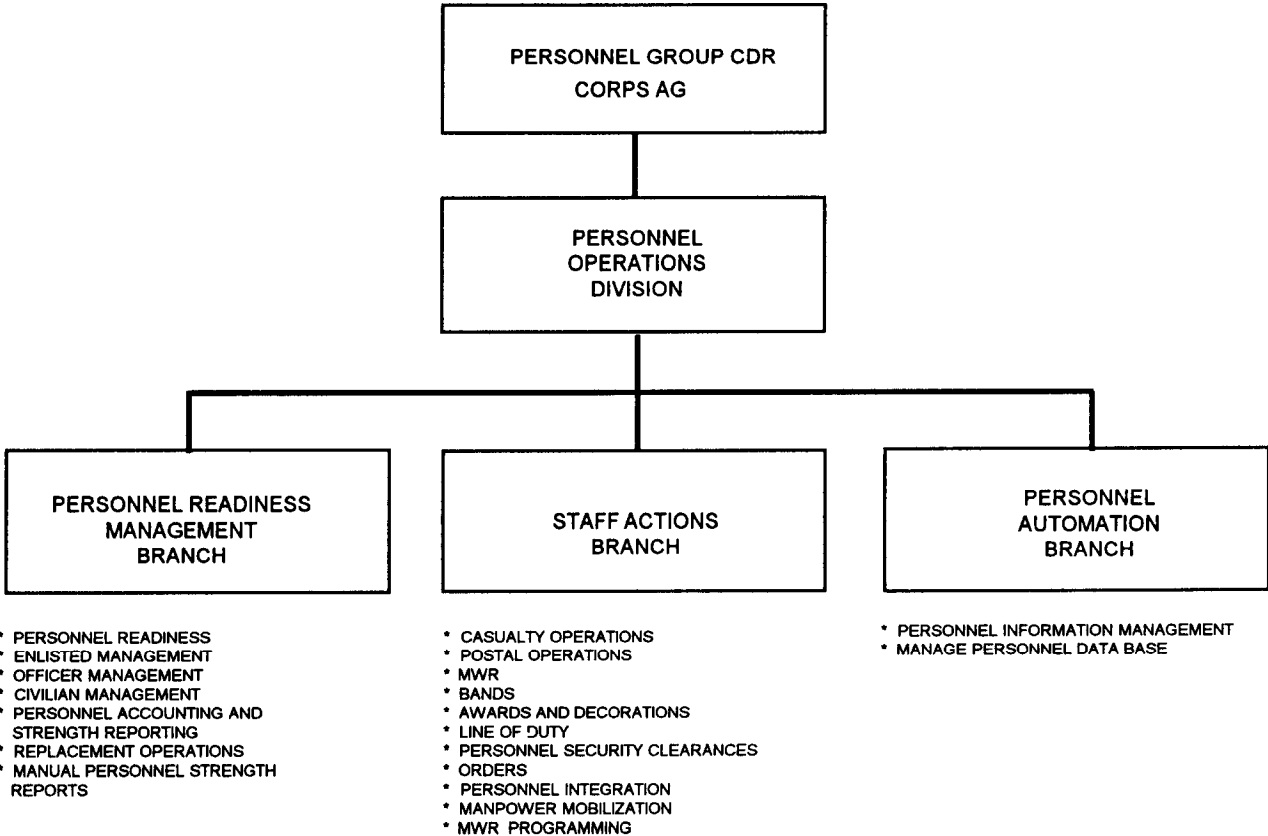 PERSONNEL GROUP CDR
CORPS AG
PERSONNEL
OPERATIONS
DIVISION
PERSONNEL READINESS
MANAGEMENT
BRANCH
STAFF ACTIONS
BRANCH
PERSONNEL
AUTOMATION
BRANCH
* PERSONNEL READINESS
* ENLISTED MANAGEMENT
* OFFICER MANAGEMENT
* CIVILIAN MANAGEMENT
* PERSONNEL ACCOUNTING AND
STRENGTH REPORTING
* REPLACEMENT OPERATIONS
* MANUAL PERSONNEL STRENGTH
REPORTS
* CASUALTY OPERATIONS
* POSTAL OPERATIONS
* MWR
* BANDS
* AWARDS AND DECORATIONS
* LINE OF DUTY
* PERSONNEL SECURITY CLEARANCES
* ORDERS
* PERSONNEL INTEGRATION
* MANPOWER MOBILIZATION
* MWR PROGRAMMING
* PERSONNEL INFORMATION MANAGEMENT
* MANAGE PERSONNEL DATA BASE